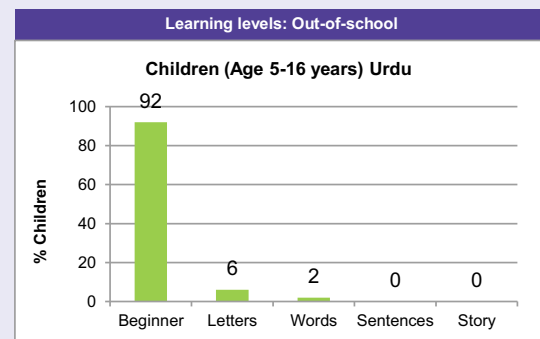 Learning levels: Out-of-school
Children (Age 5-16 years) Urdu
% Children
100
80
60
40
20
0
92
6
2
0
0
Beginner Letters Words Sentences Story